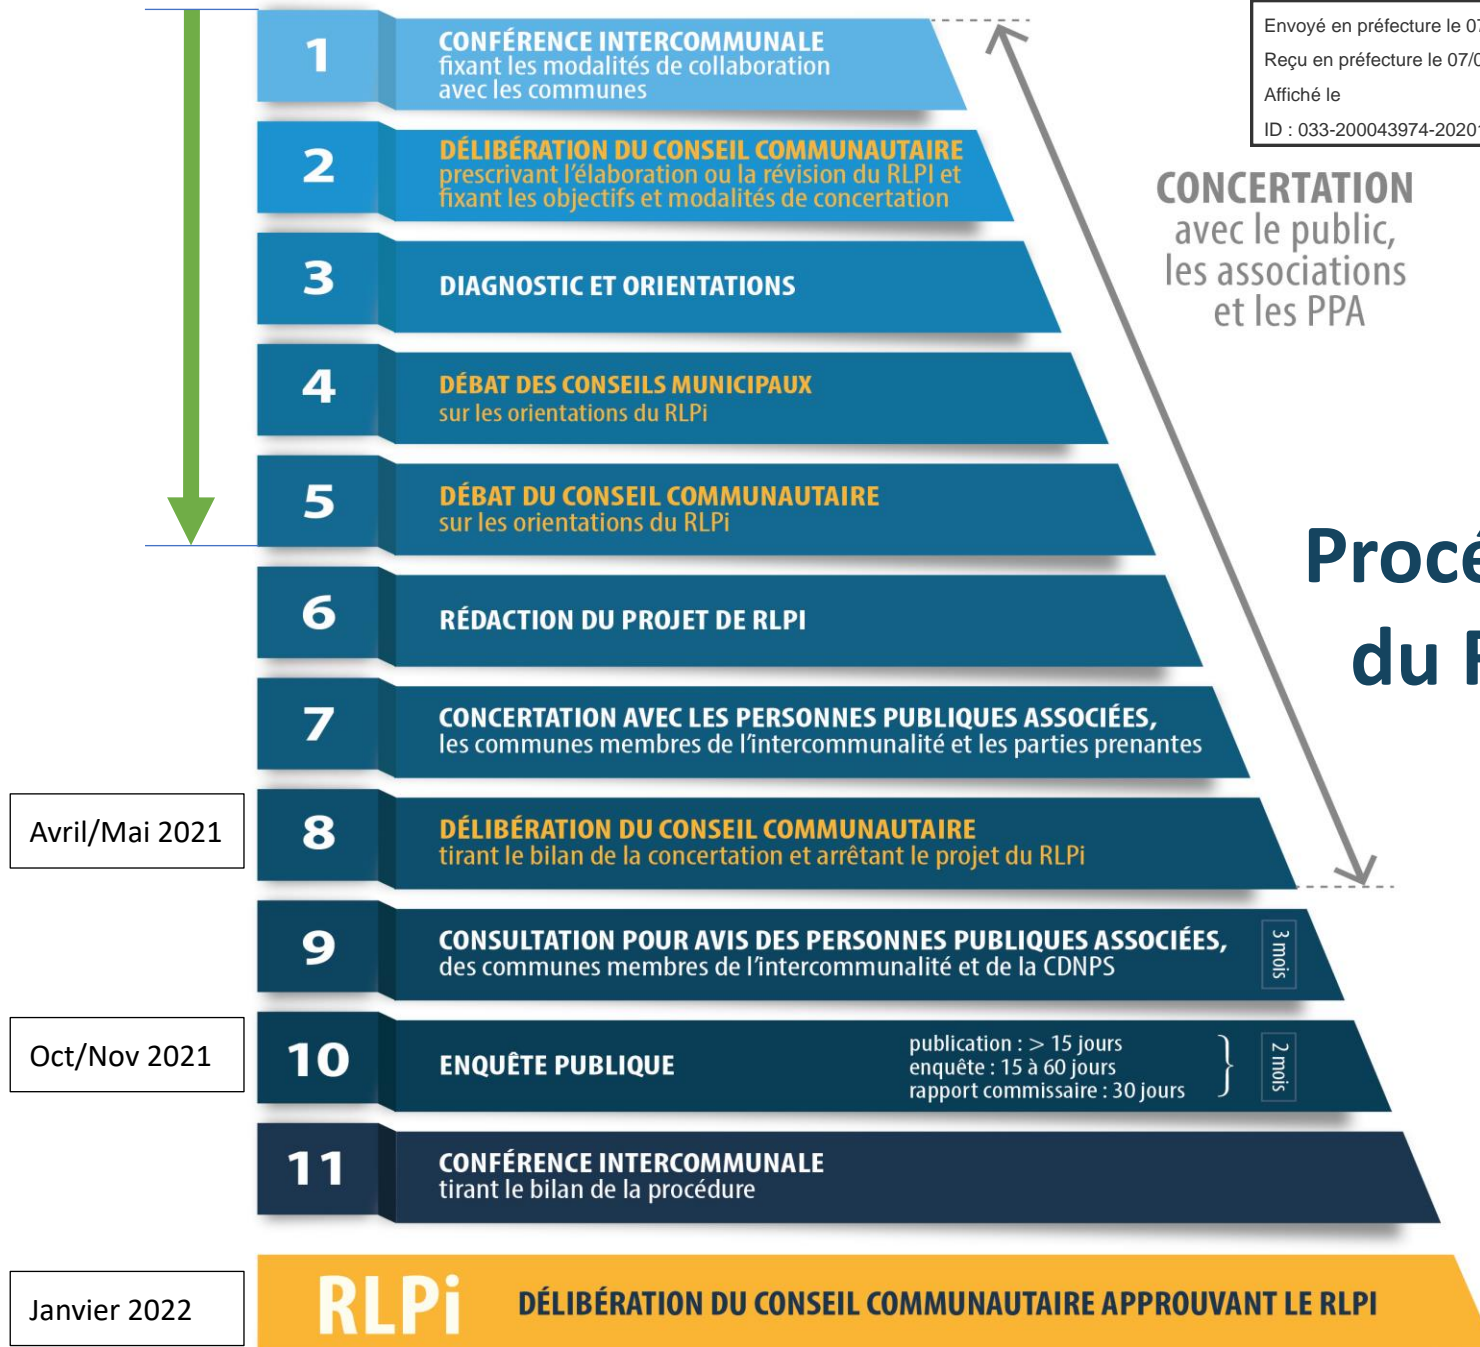 Envoyé en préfecture le 07
Reçu en préfecture le 07/0
Affiché le
ID : 033-200043974-20201
1
CONFÉRENCE INTERCOMMUNALE
fixant les modalités de collaboration
avec les communes
2
DÉLIBÉRATION DU CONSEIL COMMUNAUTAIRE
prescrivant l'élaboration ou la révision du RLPI et
fixant les objectifs et modalités de concertation
CONCERTATION
avec le public,
les associations
et les PPA
3
DIAGNOSTIC ET ORIENTATIONS
4
DÉBAT DES CONSEILS MUNICIPAUX
sur les orientations du RLPi
5
DÉBAT DU CONSEIL COMMUNAUTAIRE
sur les orientations du RLPi
Procé
du
6
RÉDACTION DU PROJET DE RLPI
7
CONCERTATION AVEC LES PERSONNES PUBLIQUES ASSOCIÉES,
les communes membres de l'intercommunalité et les parties prenantes
Avril/Mai 2021
8
DÉLIBÉRATION DU CONSEIL COMMUNAUTAIRE
tirant le bilan de la concertation et arrêtant le projet du RLPi
9
CONSULTATION POUR AVIS DES PERSONNES PUBLIQUES ASSOCIÉES,
des communes membres de l'intercommunalité et de la CDNPS
3 mois
Oct/Nov 2021
10
ENQUÊTE PUBLIQUE
publication : > 15 jours
enquête : 15 à 60 jours
rapport commissaire : 30 jours
2 mois
11
CONFÉRENCE INTERCOMMUNALE
tirant le bilan de la procédure
Janvier 2022
RLPi
DÉLIBÉRATION DU CONSEIL COMMUNAUTAIRE APPROUVANT LE RLPI